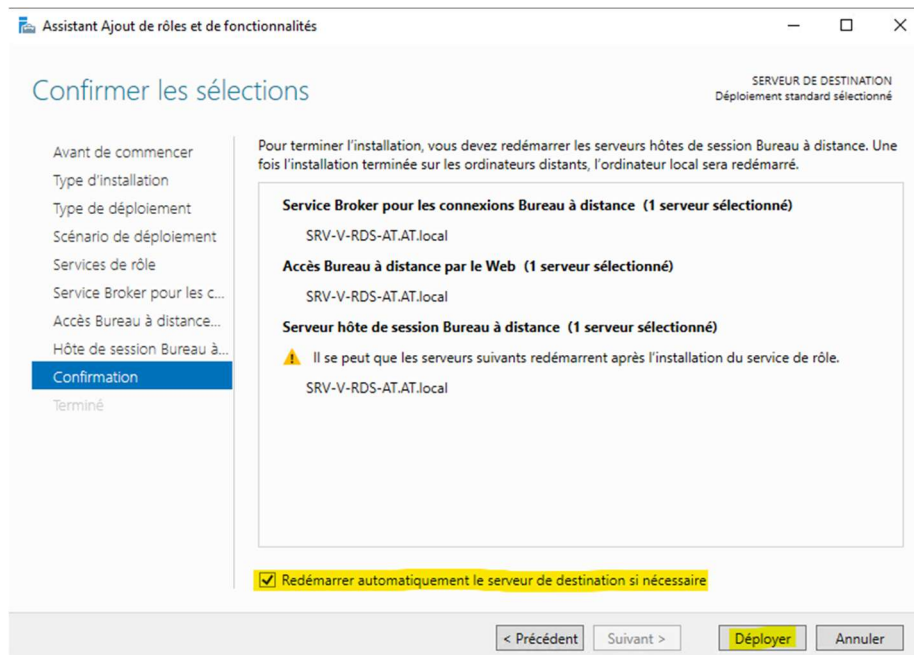 Assistant Ajout de rôles et de fonctionnalités
Confirmer les sélections
SERVEUR DE DESTINATION
Déploiement standard sélectionné
Avant de commencer
Type d'installation
Type de déploiement
Scénario de déploiement
Services de rôle
Service Broker pour les c...
Accès Bureau à distance...
Hôte de session Bureau à...
Confirmation
Terminé
Pour terminer l'installation, vous devez redémarrer les serveurs hôtes de session Bureau à distance. Une
fois l'installation terminée sur les ordinateurs distants, l'ordinateur local sera redémarré.
Service Broker pour les connexions Bureau à distance (1 serveur sélectionné)
SRV-V-RDS-AT.AT.local
Accès Bureau à distance par le Web (1 serveur sélectionné)
SRV-V-RDS-AT.AT.local
Serveur hôte de session Bureau à distance (1 serveur sélectionné)
Il se peut que les serveurs suivants redémarrent après l'installation du service de rôle.
SRV-V-RDS-AT.AT.local
Redémarrer automatiquement le serveur de destination si nécessaire
< Précédent
Suivant >
Déployer
Annuler